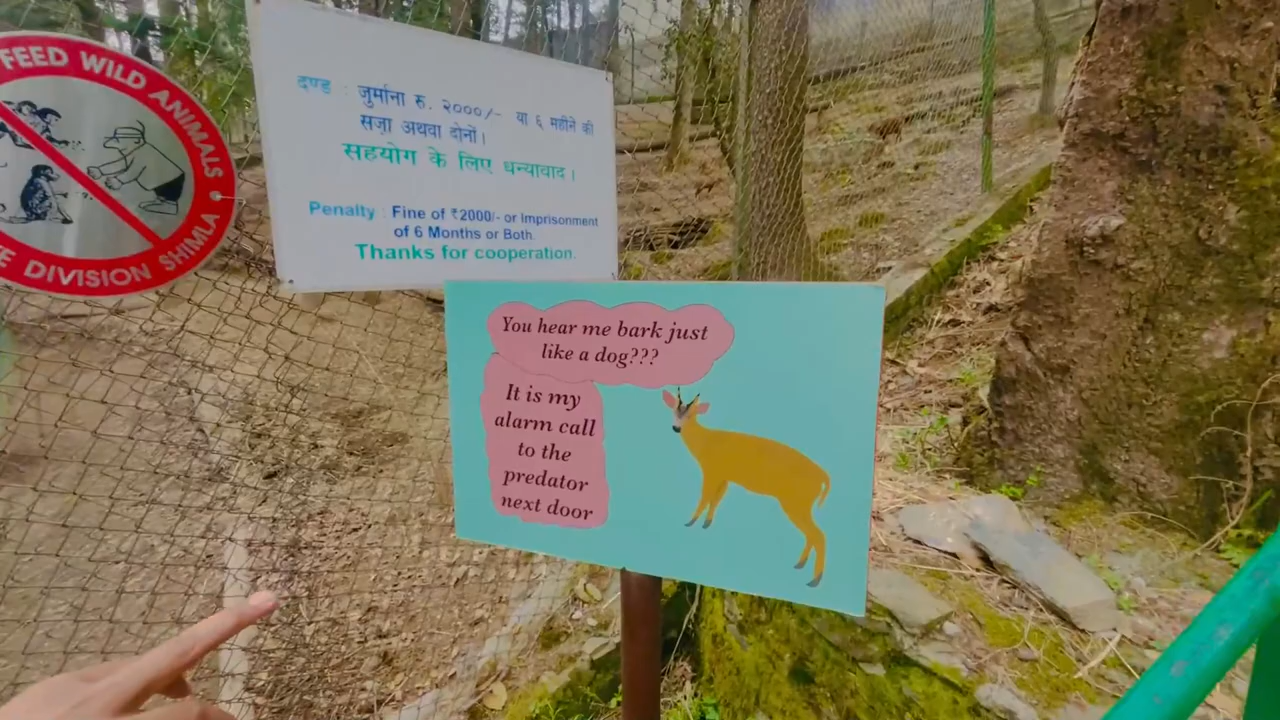 FEED WILD ANIMALS
E DIVISION SHIMLA
दण्ड : जुर्माना रु. २०००/- या ६ महीने की
सज़ा अथवा दोनों।
सहयोग के लिए धन्यावाद।
Penalty : Fine of ₹2000/- or Imprisonment
of 6 Months or Both.
Thanks for cooperation.
You hear me bark just
like a dog???
It is my
alarm call
to the
predator
next door